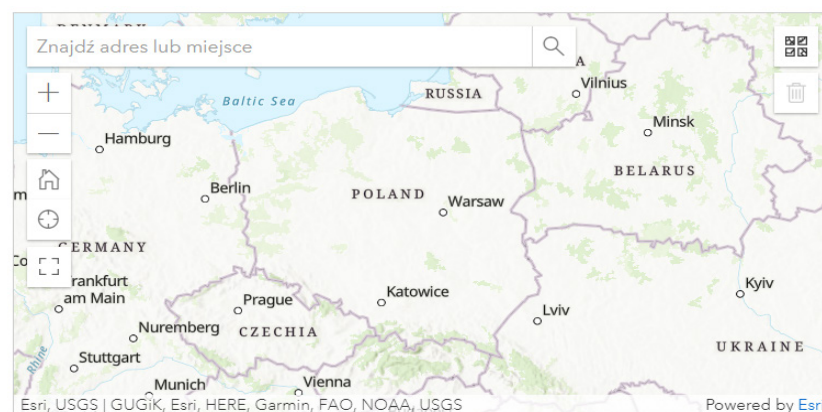 Znajdź adres lub miejsce
Baltic Sea
RUSSIA
Vilnius
Minsk
Hamburg
BELARUS
Berlin
POLAND
Warsaw
GERMANY
Frankfurt
am Main
Prague
Katowice
Kyiv
Lviv
Nuremberg
CZECHIA
UKRAINE
Rhine
Stuttgart
Munich
Vienna
Esri, USGS | GUGiK, Esri, HERE, Garmin, FAO, NOAA, USGS
Powered by Esri